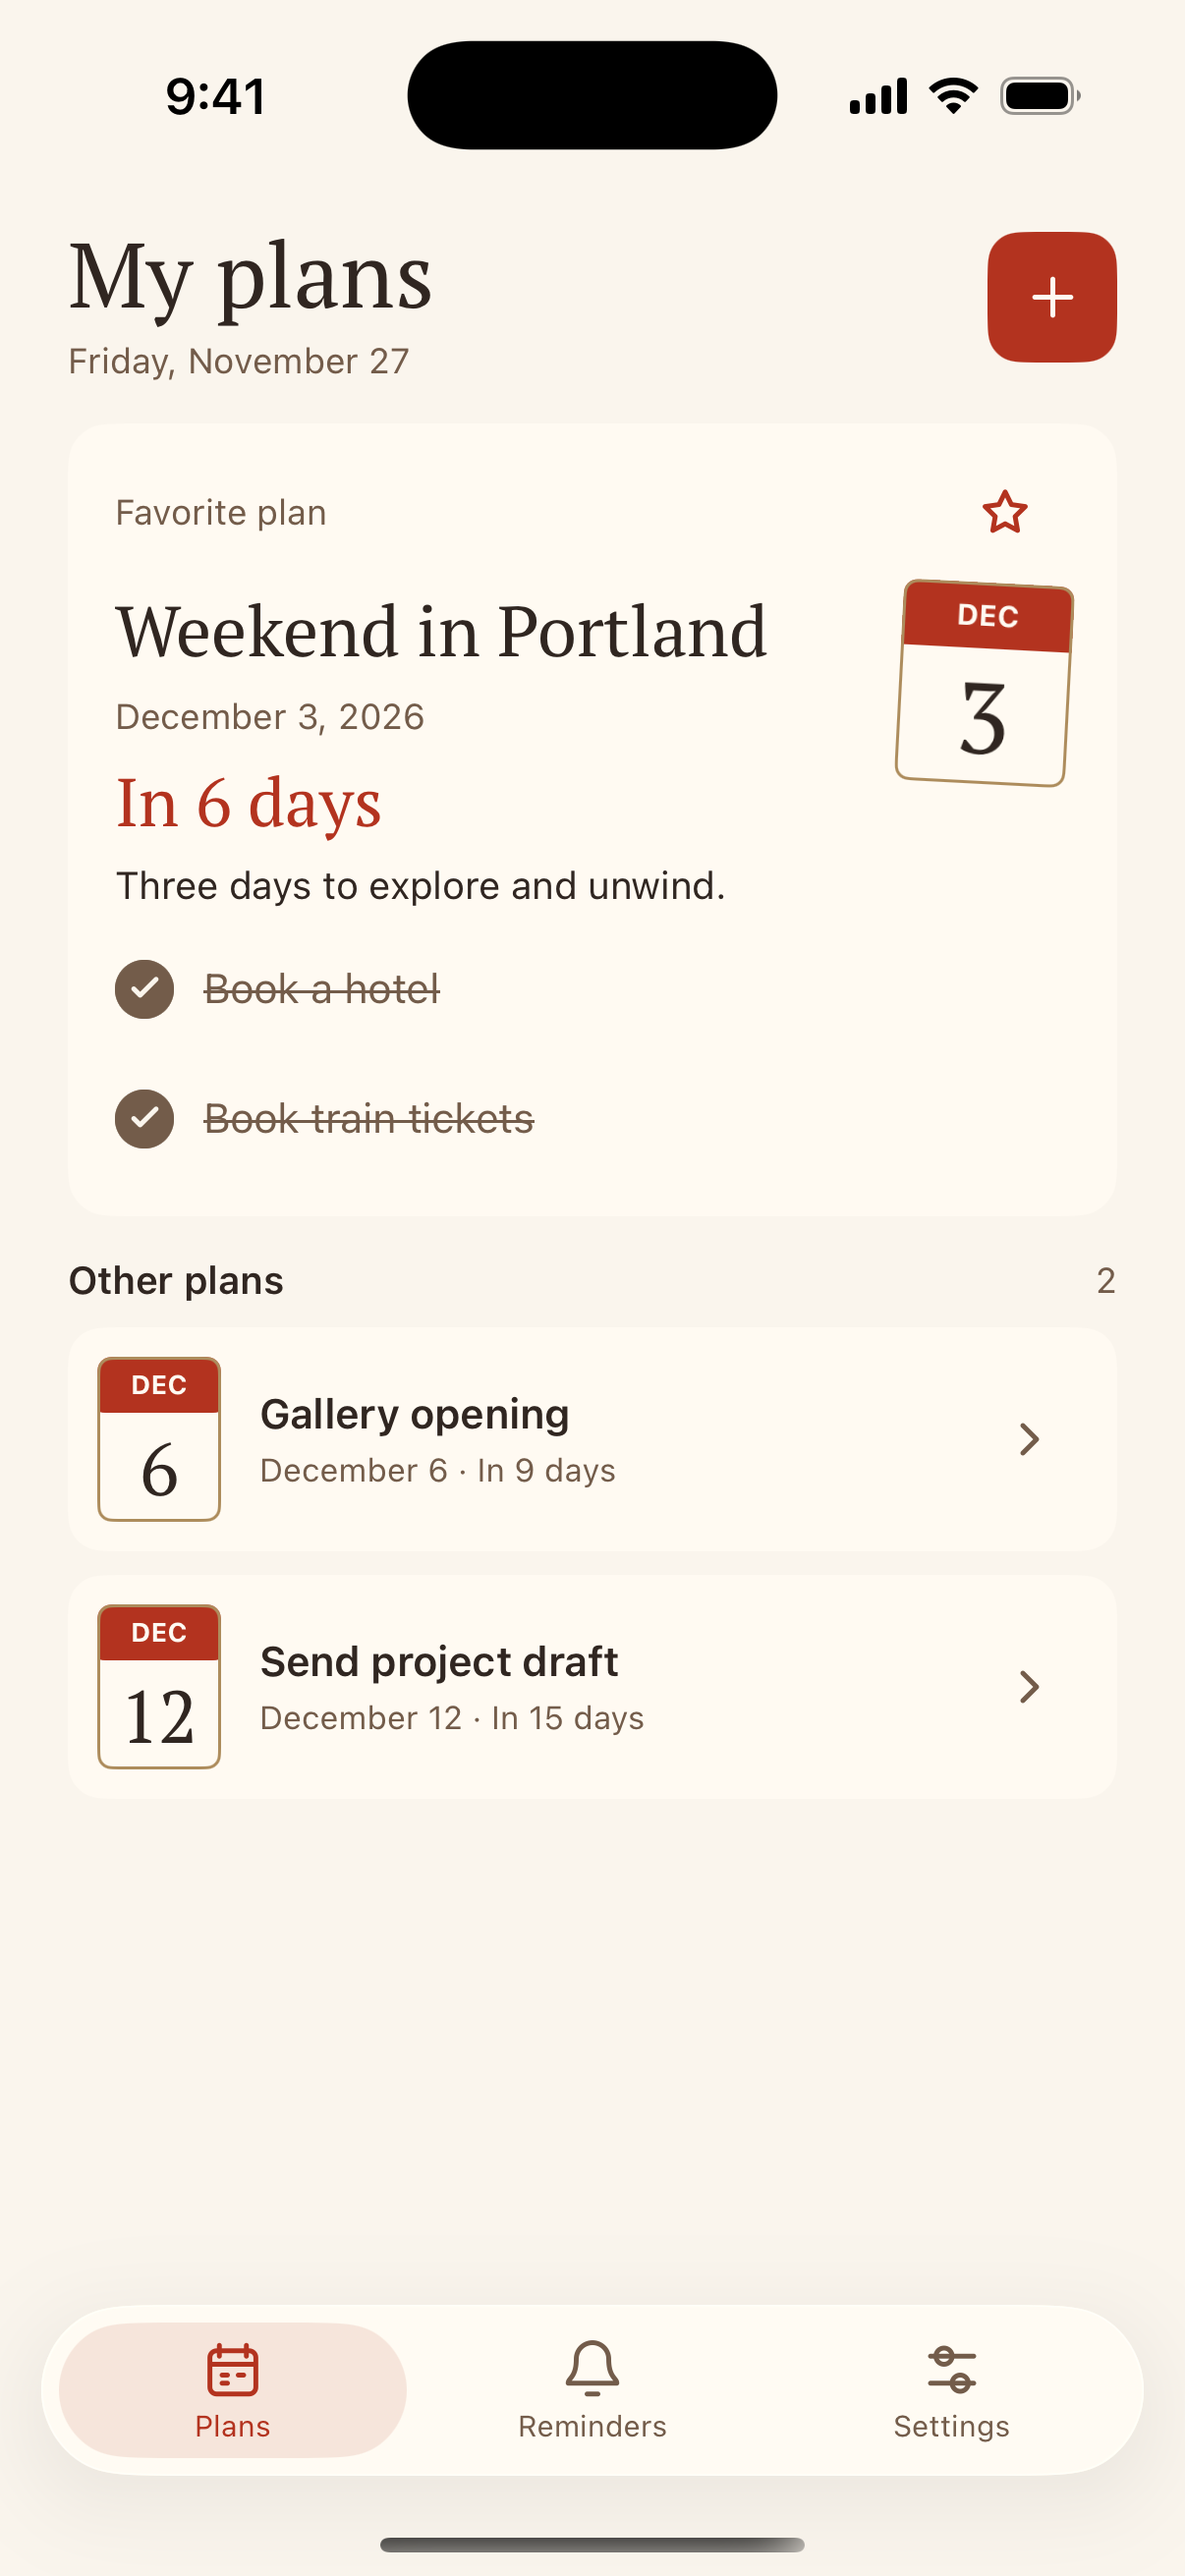 9:41
My plans
Friday, November 27
Favorite plan
Weekend in Portland
DEC
3
December 3, 2026
In 6 days
Three days to explore and unwind.
Book a hotel
Book train tickets
Other plans
2
DEC
6
Gallery opening
December 6 · In 9 days
DEC
12
Send project draft
December 12 · In 15 days
Plans
Reminders
Settings